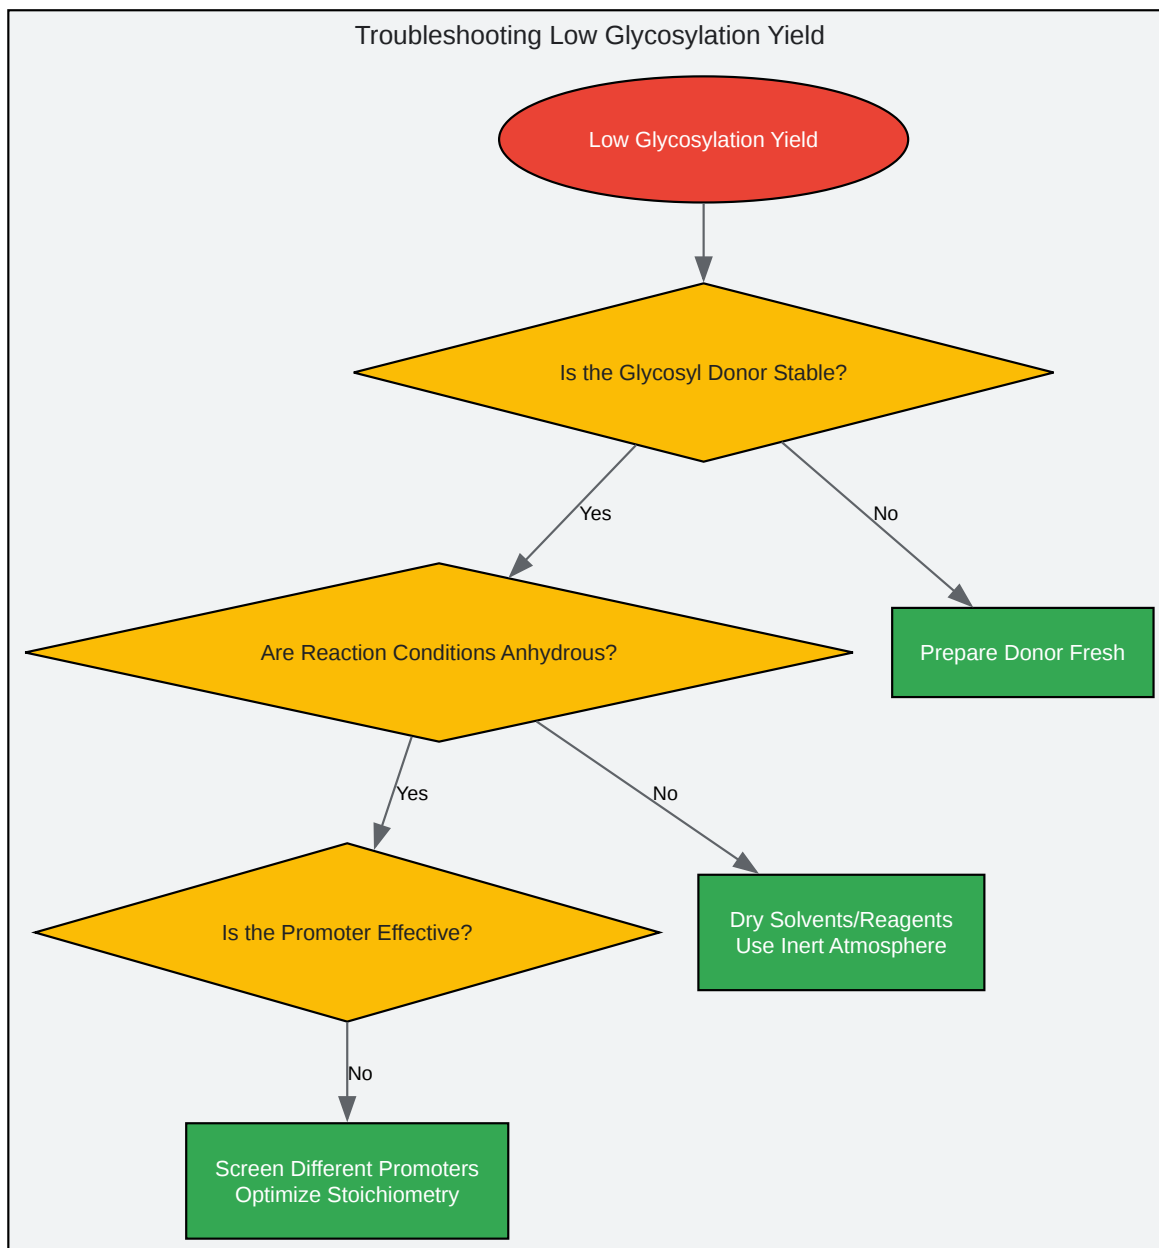 Troubleshooting Low Glycosylation Yield
Low Glycosylation Yield
Is the Glycosyl Donor Stable?
Yes
No
Are Reaction Conditions Anhydrous?
Prepare Donor Fresh
Yes
No
Is the Promoter Effective?
Dry Solvents/Reagents
Use Inert Atmosphere
No
Screen Different Promoters
Optimize Stoichiometry